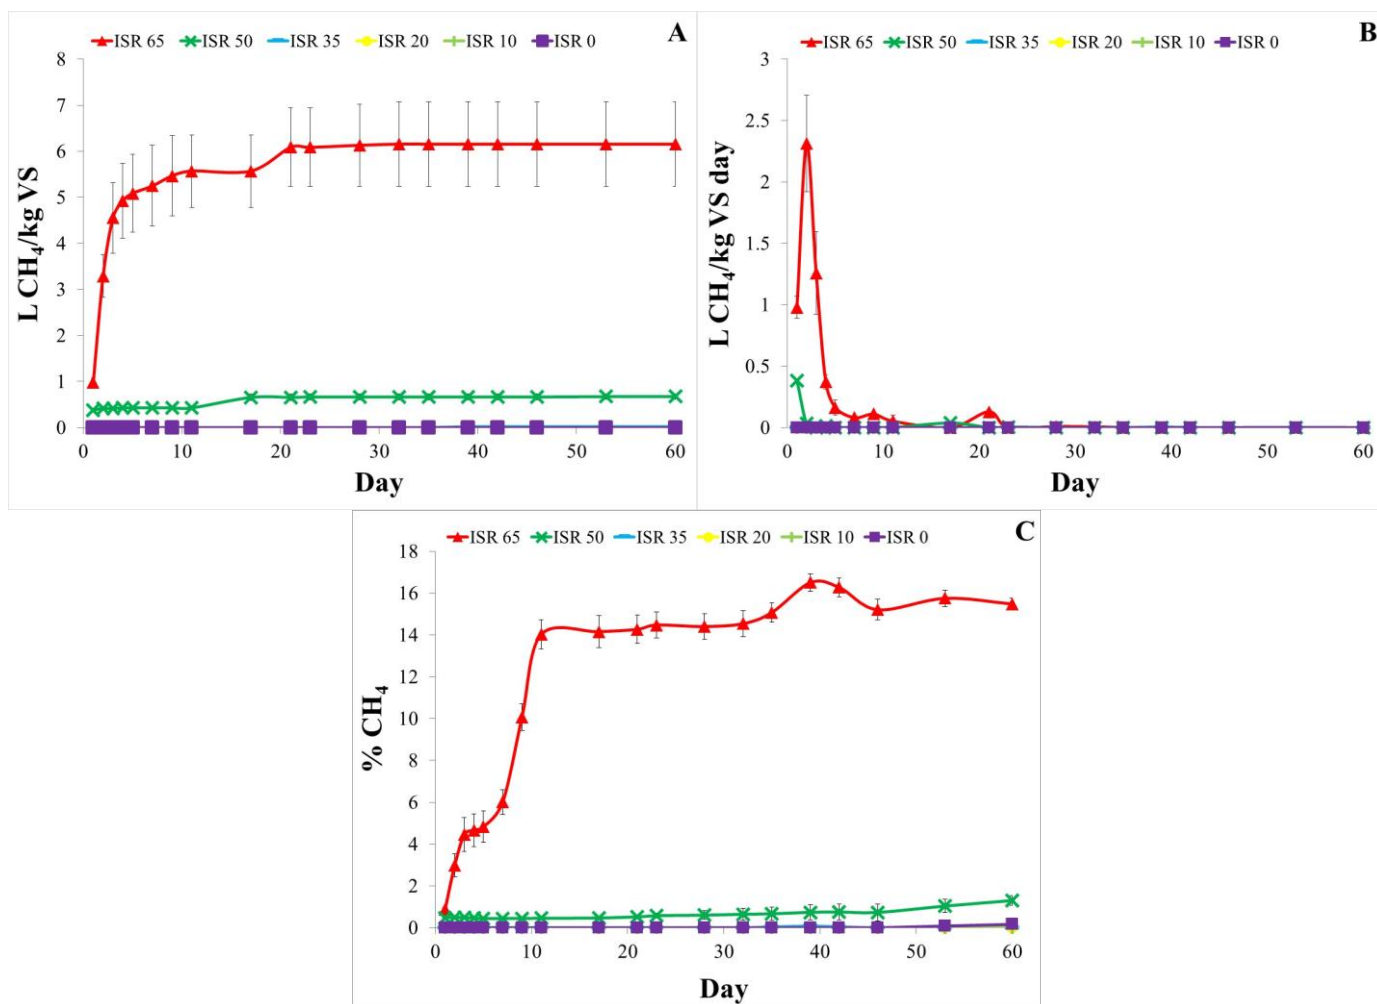 ISR 65 ISR 50 ISR 35 ISR 20 ISR 10 ISR 0 A
8
7
6
5
4
3
2
1
0
L CH₄/kg VS
0 10 20 30 40 50 60
Day
ISR 65 ISR 50 ISR 35 ISR 20 ISR 10 ISR 0 B
3
2.5
2
1.5
1
0.5
0
L CH₄/kg VS day
0 10 20 30 40 50 60
Day
ISR 65 ISR 50 ISR 35 ISR 20 ISR 10 ISR 0 C
18
16
14
12
10
8
6
4
2
0
% CH₄
0 10 20 30 40 50 60
Day